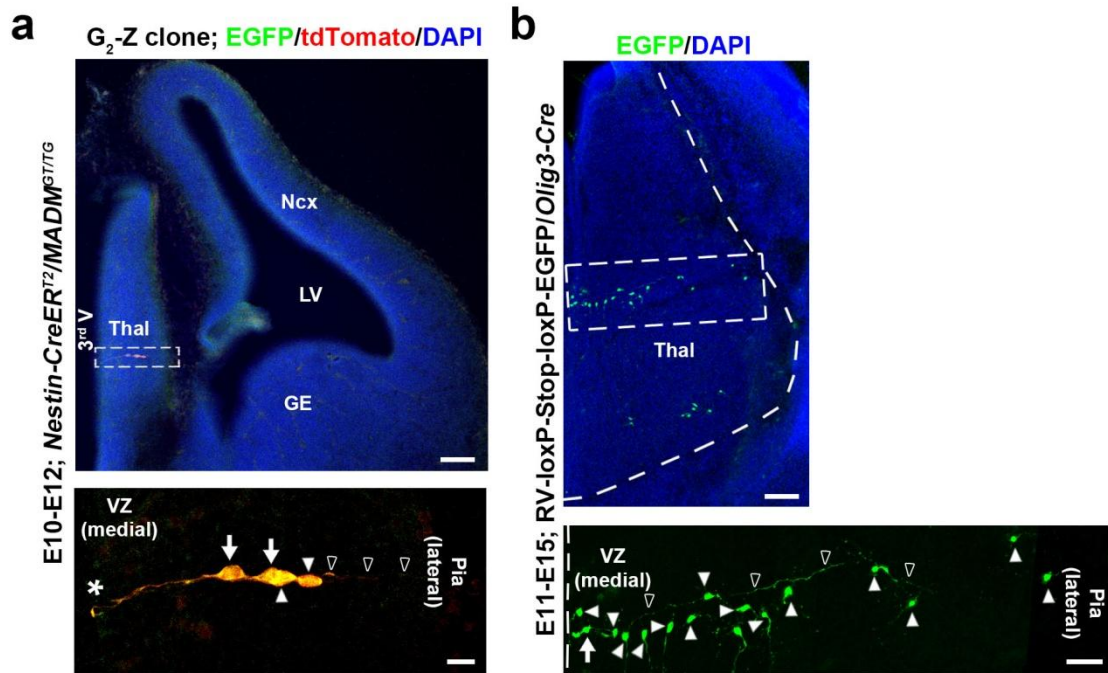 a
G2-Z clone; EGFP/tdTomato/DAPI
E10-E12; Nestin-CreERT2/MADMGT/TG
Ncx
LV
3rd V
Thal
GE
VZ
(medial)
*
Pia
(lateral)
b
EGFP/DAPI
E11-E15; RV-loxP-Stop-loxP-EGFP/Olig3-Cre
Thal
VZ
(medial)
Pia
(lateral)